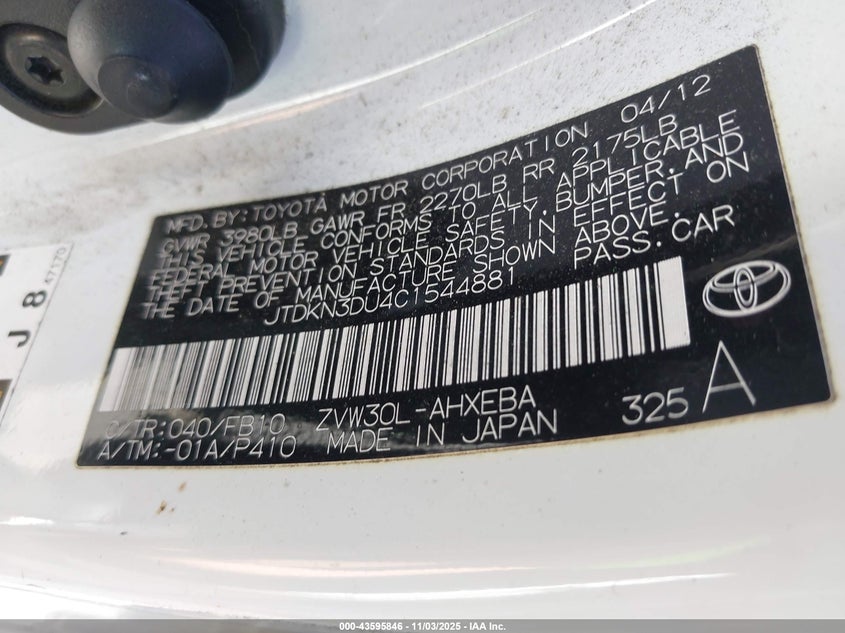 MFD. BY: TOYOTA MOTOR CORPORATION 04/12
GVWR 3980LB GAWR FR 2270LB RR 2175LB
THIS VEHICLE CONFORMS TO ALL APPLICABLE
FEDERAL MOTOR VEHICLE SAFETY, BUMPER, AND
THEFT PREVENTION STANDARDS IN EFFECT ON
THE DATE OF MANUFACTURE SHOWN ABOVE.
JTDKN3DU4C1544881 PASS. CAR
C/TR: 040/FB10 ZVW30L-AHXEBA
A/TM: -01A/P410 MADE IN JAPAN 325 A
J 8 47170
000-43595846 - 11/03/2025 - IAA Inc.